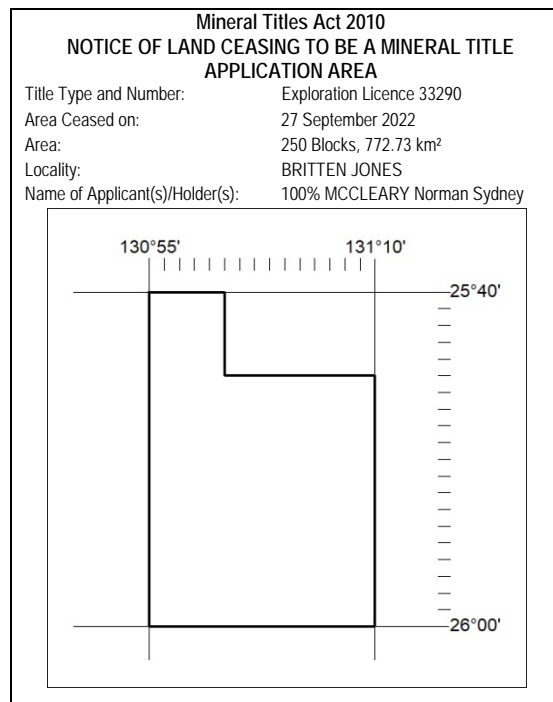 Mineral Titles Act 2010
NOTICE OF LAND CEASING TO BE A MINERAL TITLE
APPLICATION AREA
Title Type and Number: Exploration Licence 33290
Area Ceased on: 27 September 2022
Area: 250 Blocks, 772.73 km²
Locality: BRITTEN JONES
Name of Applicant(s)/Holder(s): 100% MCCLEARY Norman Sydney
130°55' 131°10'
25°40'
26°00'